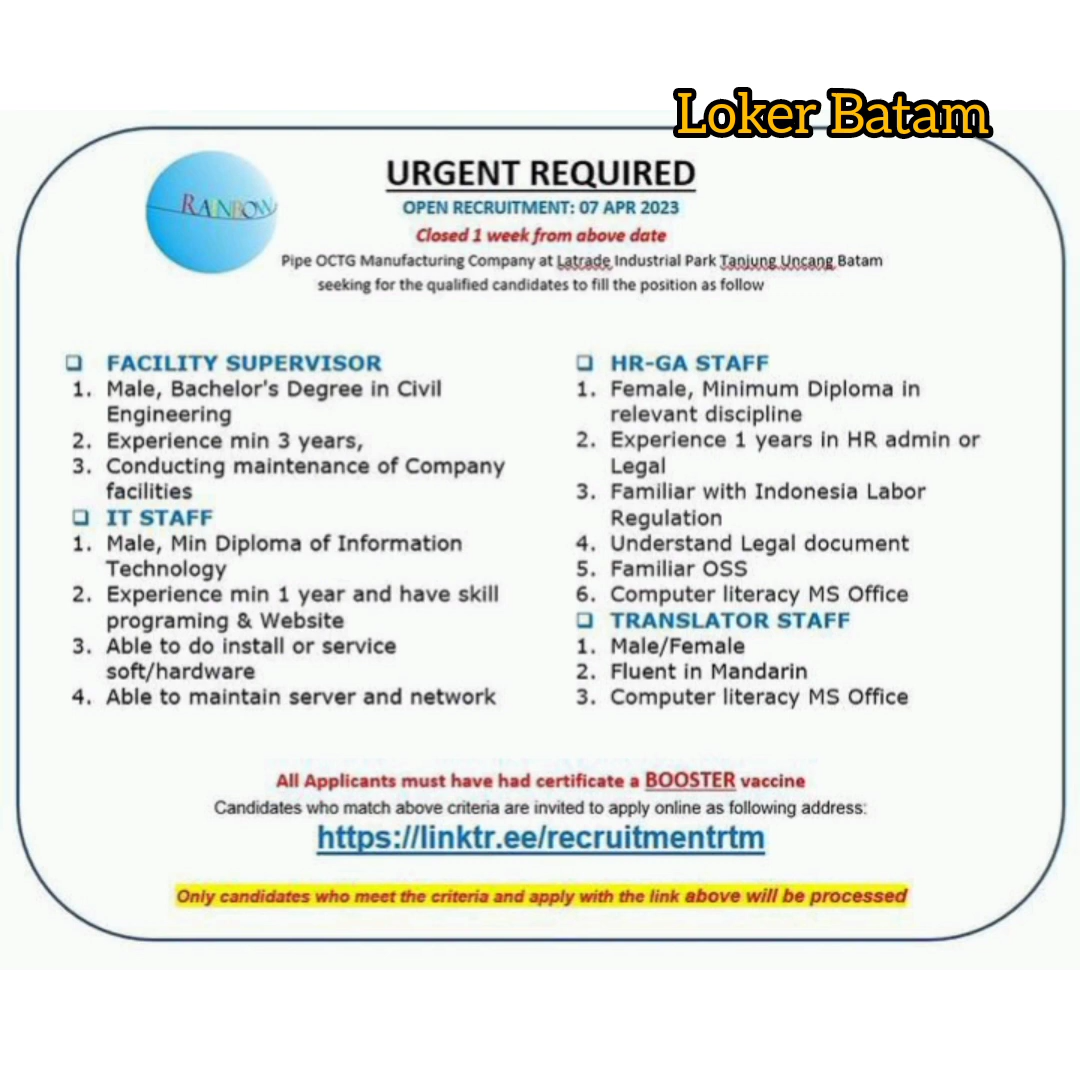 Loker Batam
RAINBOW
URGENT REQUIRED
OPEN RECRUITMENT: 07 APR 2023
Closed 1 week from above date
Pipe OCTG Manufacturing Company at Latrade Industrial Park Tanjung Uncang Batam
seeking for the qualified candidates to fill the position as follow
❑ FACILITY SUPERVISOR
1. Male, Bachelor's Degree in Civil
Engineering
2. Experience min 3 years,
3. Conducting maintenance of Company
facilities
❑ IT STAFF
1. Male, Min Diploma of Information
Technology
2. Experience min 1 year and have skill
programing & Website
3. Able to do install or service
soft/hardware
4. Able to maintain server and network
❑ HR-GA STAFF
1. Female, Minimum Diploma in
relevant discipline
2. Experience 1 years in HR admin or
Legal
3. Familiar with Indonesia Labor
Regulation
4. Understand Legal document
5. Familiar OSS
6. Computer literacy MS Office
❑ TRANSLATOR STAFF
1. Male/Female
2. Fluent in Mandarin
3. Computer literacy MS Office
All Applicants must have had certificate a BOOSTER vaccine
Candidates who match above criteria are invited to apply online as following address:
https://linktr.ee/recruitmentrtm
Only candidates who meet the criteria and apply with the link above will be processed